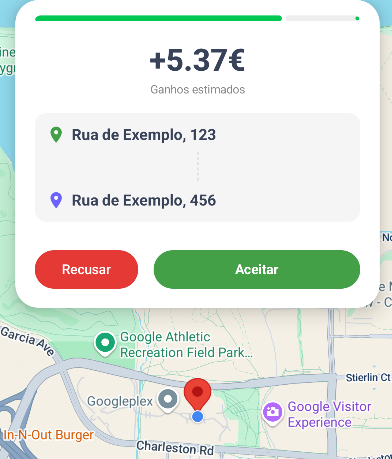 +5.37€
Ganhos estimados
Rua de Exemplo, 123
Rua de Exemplo, 456
Recusar
Aceitar
Garcia Ave
Google Athletic
Recreation Field Park...
Stierlin Ct
Googleplex
Google Visitor
Experience
In-N-Out Burger
Charleston Rd